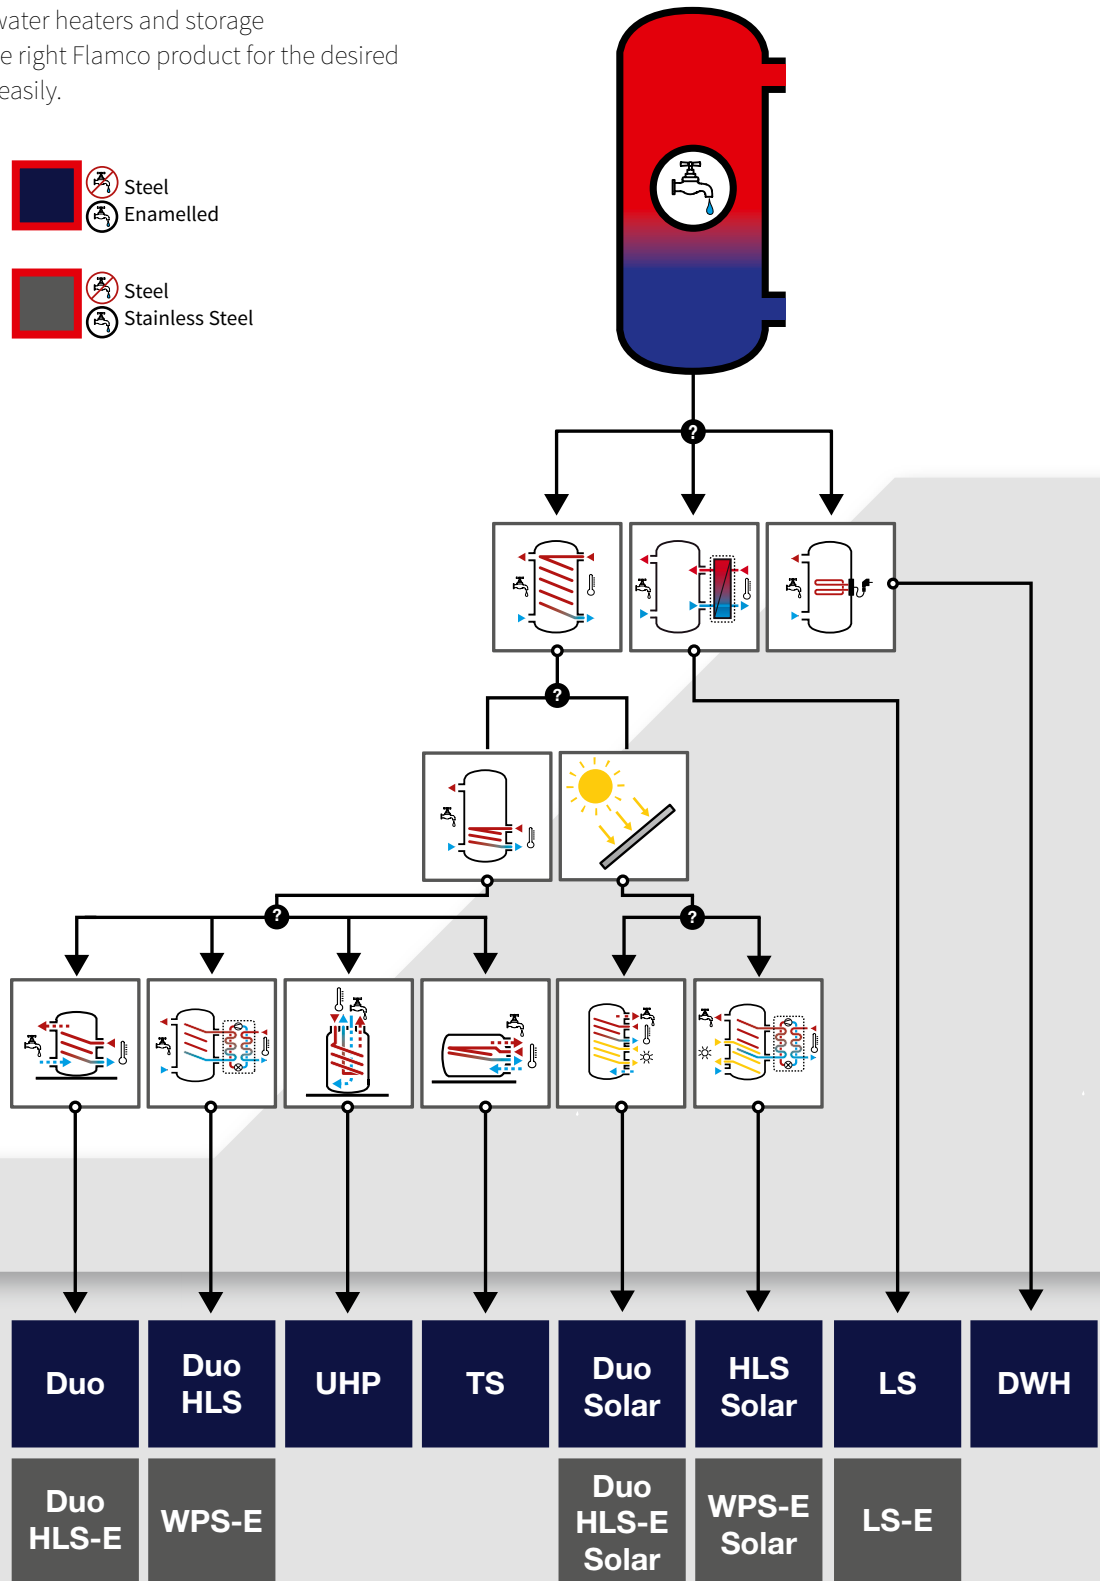 water heaters and storage
e right Flamco product for the desired
easily.
Steel
Enamelled
Steel
Stainless Steel
?
?
?
?
Duo
Duo
HLS
UHP
TS
Duo
Solar
HLS
Solar
LS
DWH
Duo
HLS-E
WPS-E
Duo
HLS-E
Solar
WPS-E
Solar
LS-E